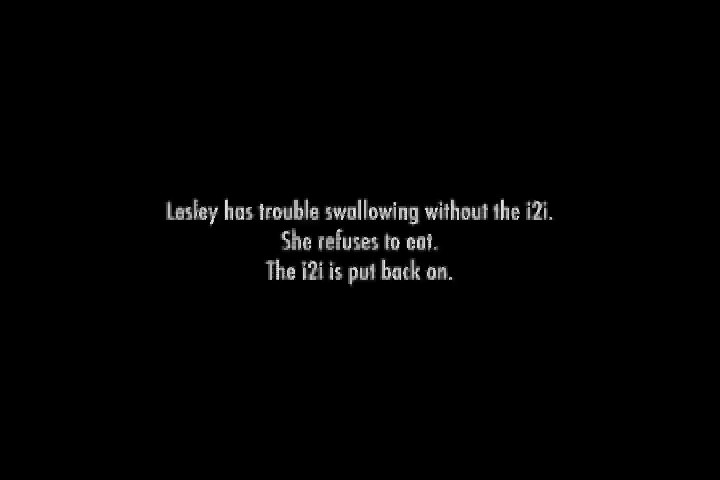 Lesley has trouble swallowing without the i2i.
She refuses to eat.
The i2i is put back on.